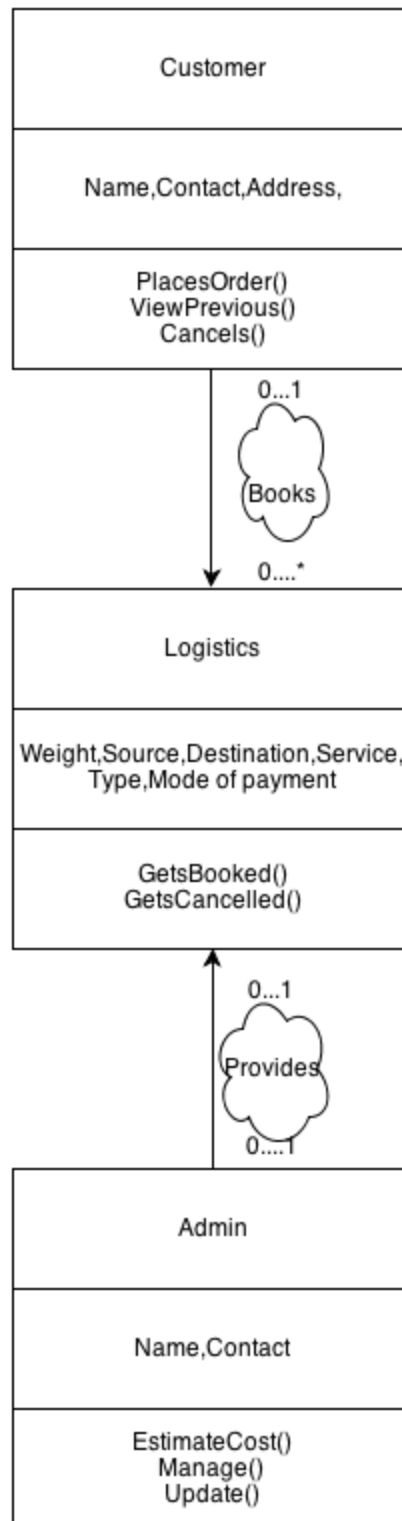 Customer
Name,Contact,Address,
PlacesOrder()
ViewPrevious()
Cancels()
0...1
Books
0....*
Logistics
Weight,Source,Destination,Service,
Type,Mode of payment
GetsBooked()
GetsCancelled()
0...1
Provides
0....1
Admin
Name,Contact
EstimateCost()
Manage()
Update()